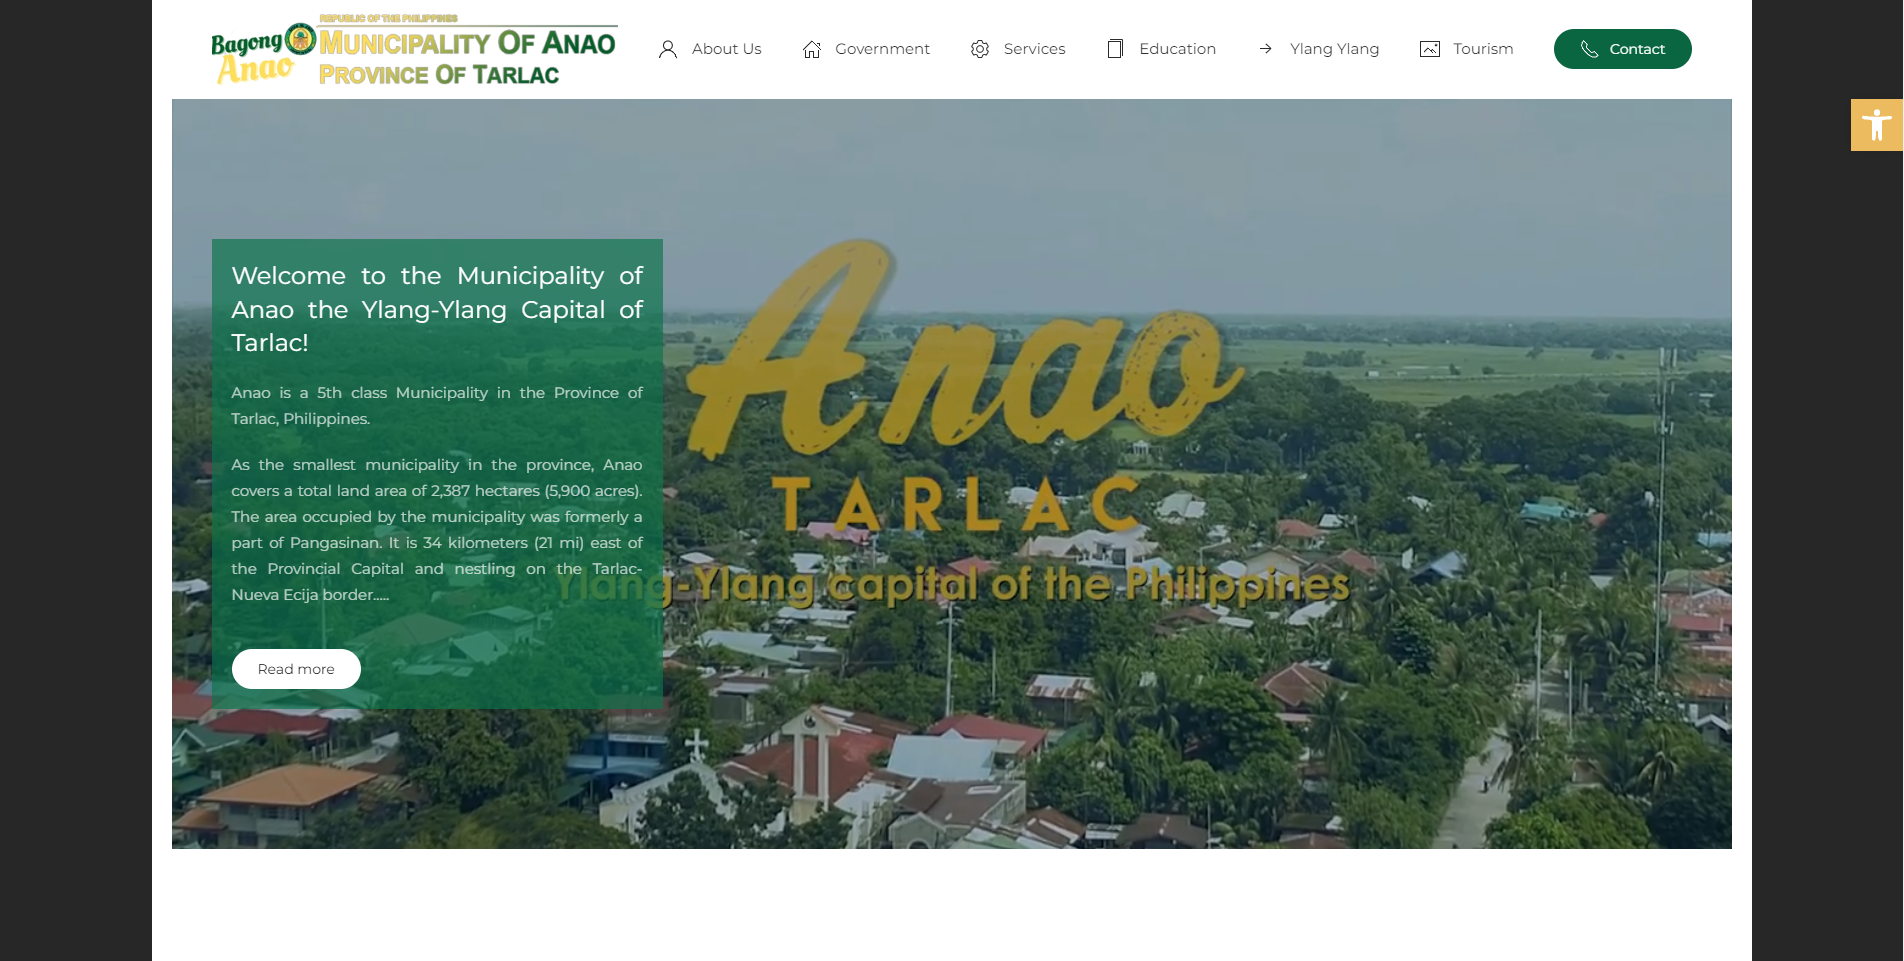 REPUBLIC OF THE PHILIPPINES
Bagong Anao
MUNICIPALITY OF ANAO
PROVINCE OF TARLAC
About Us
Government
Services
Education
Ylang Ylang
Tourism
Contact
Welcome to the Municipality of
Anao the Ylang-Ylang Capital of
Tarlac!
Anao is a 5th class Municipality in the Province of
Tarlac, Philippines.
As the smallest municipality in the province, Anao
covers a total land area of 2,387 hectares (5,900 acres).
The area occupied by the municipality was formerly a
part of Pangasinan. It is 34 kilometers (21 mi) east of
the Provincial Capital and nestling on the Tarlac-
Nueva Ecija border.....
Read more
Anao
TARLAC
Ylang-Ylang capital of the Philippines